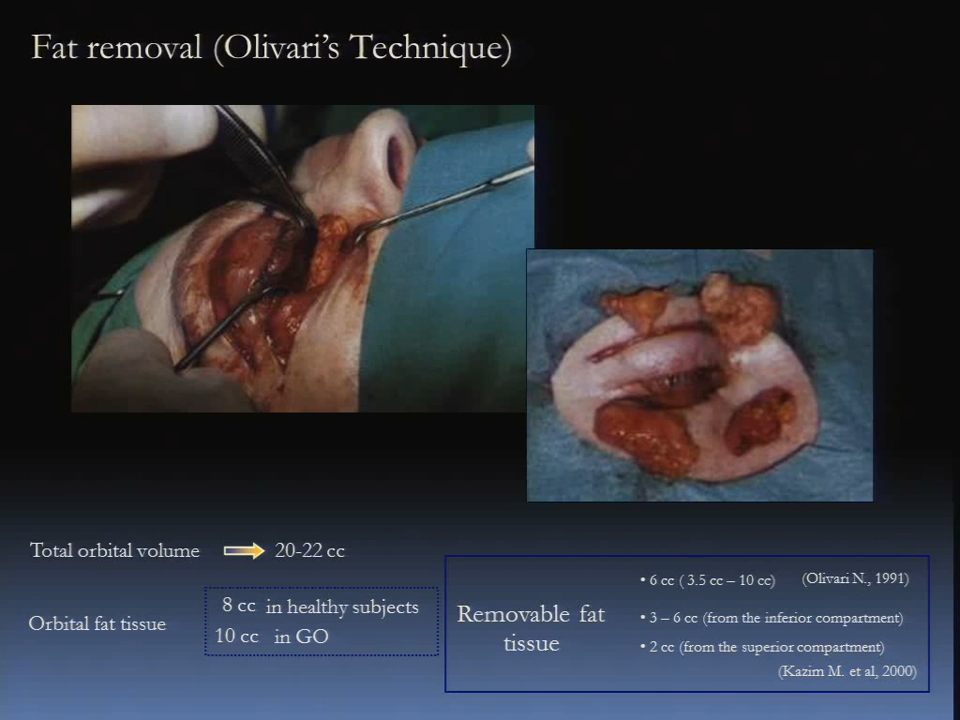 Fat removal (Olivari's Technique)
Total orbital volume 20-22 cc
Orbital fat tissue
8 cc in healthy subjects
10 cc in GO
Removable fat
tissue
• 6 cc ( 3.5 cc – 10 cc) (Olivari N., 1991)
• 3 – 6 cc (from the inferior compartment)
• 2 cc (from the superior compartment)
(Kazim M. et al, 2000)